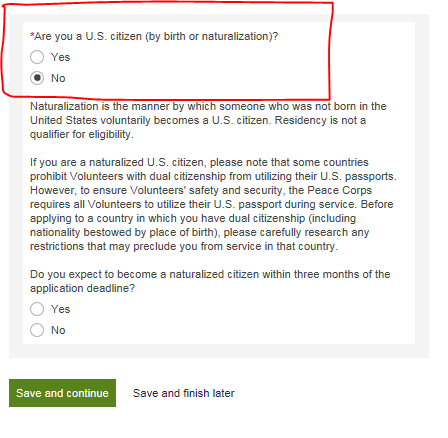 *Are you a U.S. citizen (by birth or naturalization)?
Yes
No
Naturalization is the manner by which someone who was not born in the
United States voluntarily becomes a U.S. citizen. Residency is not a
qualifier for eligibility.
If you are a naturalized U.S. citizen, please note that some countries
prohibit Volunteers with dual citizenship from utilizing their U.S. passports.
However, to ensure Volunteers' safety and security, the Peace Corps
requires all Volunteers to utilize their U.S. passport during service. Before
applying to a country in which you have dual citizenship (including
nationality bestowed by place of birth), please carefully research any
restrictions that may preclude you from service in that country.
Do you expect to become a naturalized citizen within three months of the
application deadline?
Yes
No
Save and continue Save and finish later